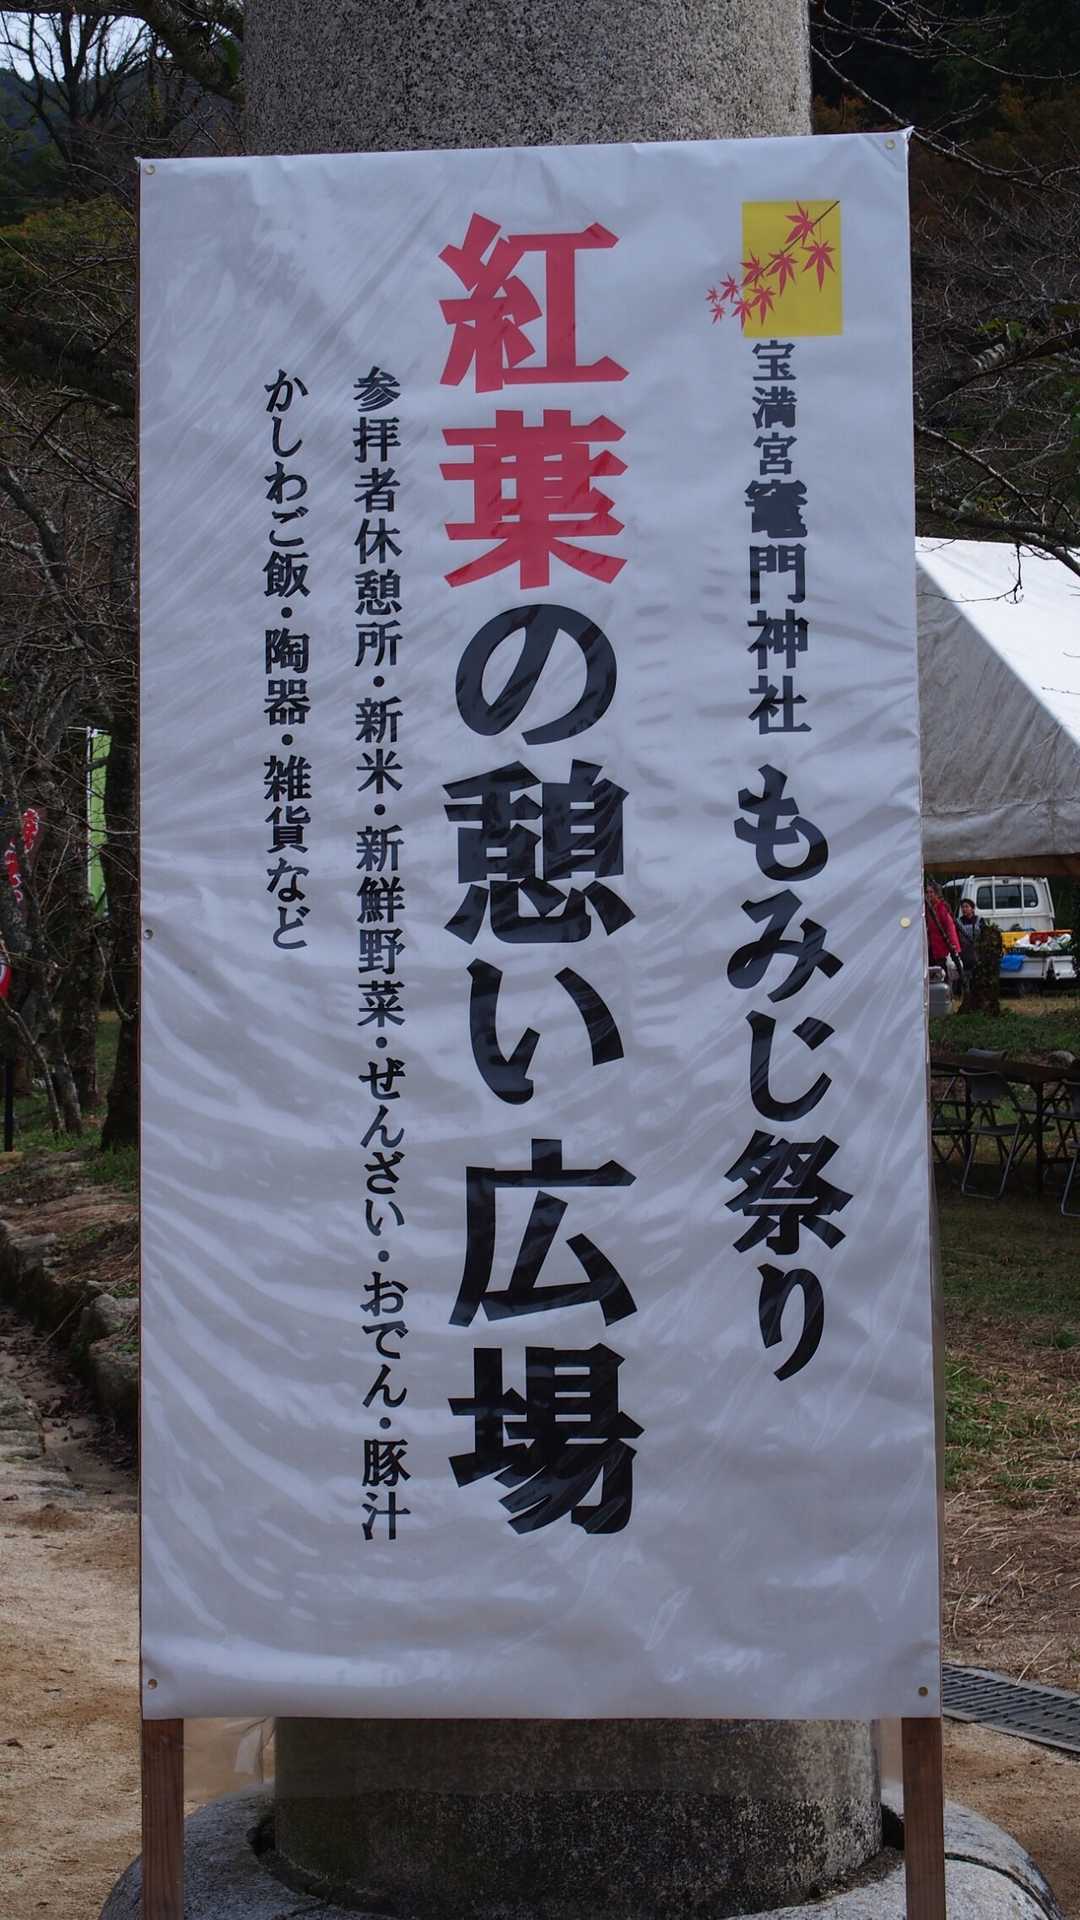 宝満宮竈門神社 もみじ祭り
紅葉の憩い広場
参拝者休憩所・新米・新鮮野菜・ぜんざい・おでん・豚汁
かしわご飯・陶器・雑貨など